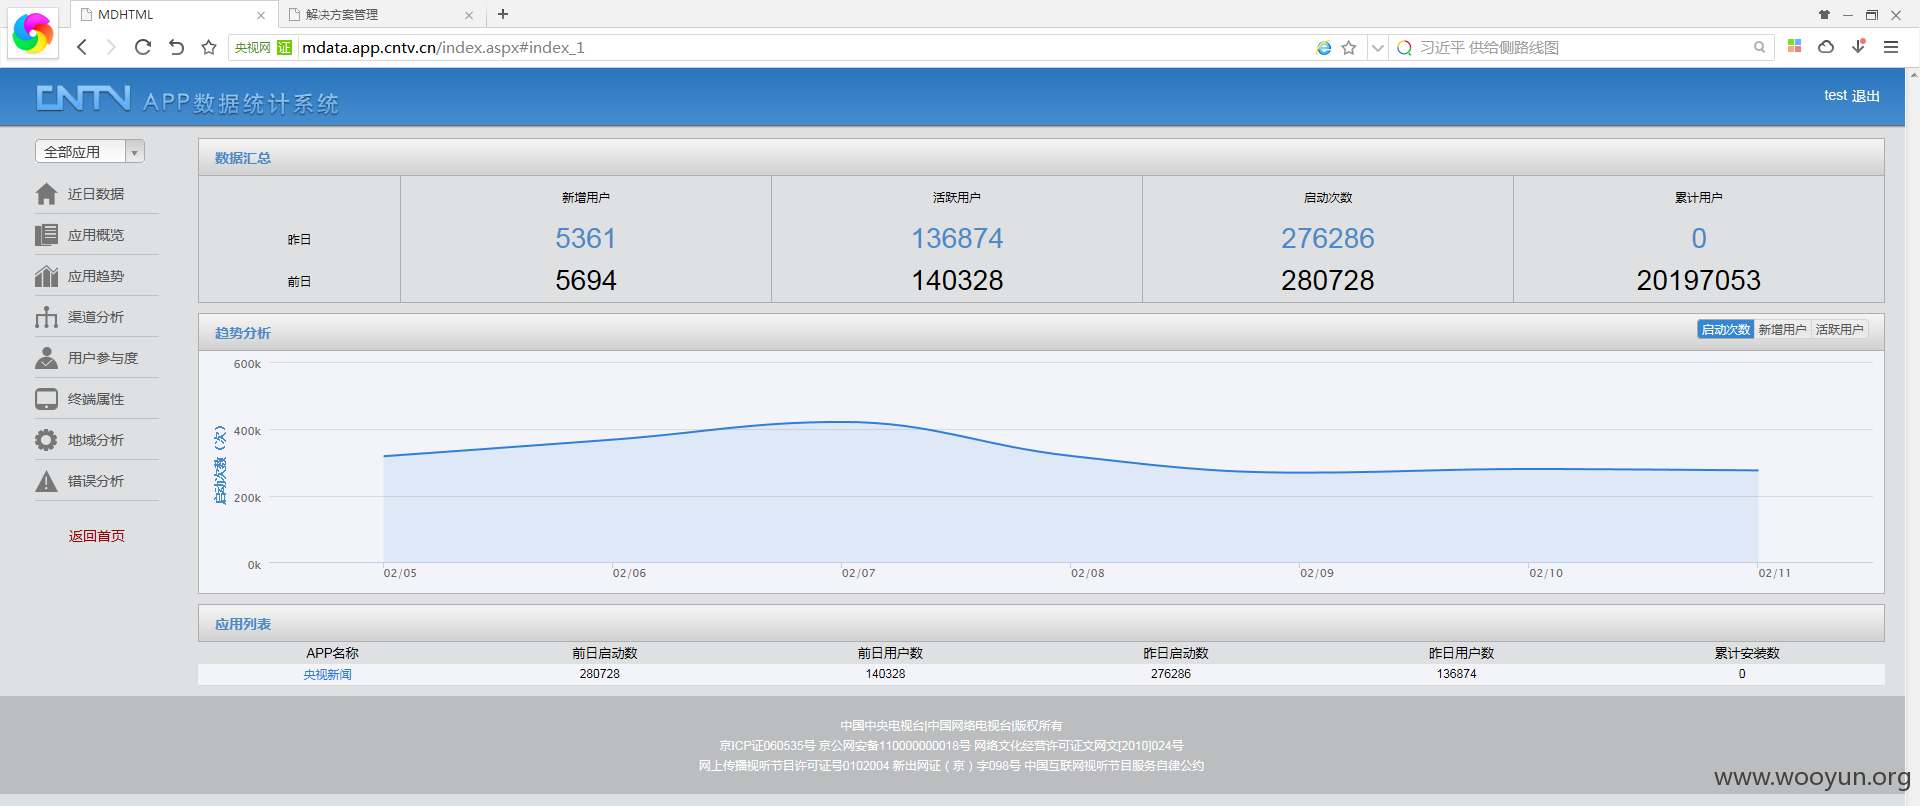 MDHTML
解决方案管理
央视网 证 mdata.app.cntv.cn/index.aspx#index_1
习近平 供给侧路线图
CNTV APP数据统计系统
test 退出
全部应用
近日数据
应用概览
应用趋势
渠道分析
用户参与度
终端属性
地域分析
错误分析
返回首页
数据汇总
新增用户 活跃用户 启动次数 累计用户
昨日 5361 136874 276286 0
前日 5694 140328 280728 20197053
趋势分析
启动次数 新增用户 活跃用户
启动次数（次）
600k
400k
200k
0k
02/05 02/06 02/07 02/08 02/09 02/10 02/11
应用列表
APP名称 前日启动数 前日用户数 昨日启动数 昨日用户数 累计安装数
央视新闻 280728 140328 276286 136874 0
中国中央电视台|中国网络电视台|版权所有
京ICP证060535号 京公网安备110000000018号 网络文化经营许可证文网文[2010]024号
网上传播视听节目许可证号0102004 新出网证（京）字098号 中国互联网视听节目服务自律公约
www.wooyun.org